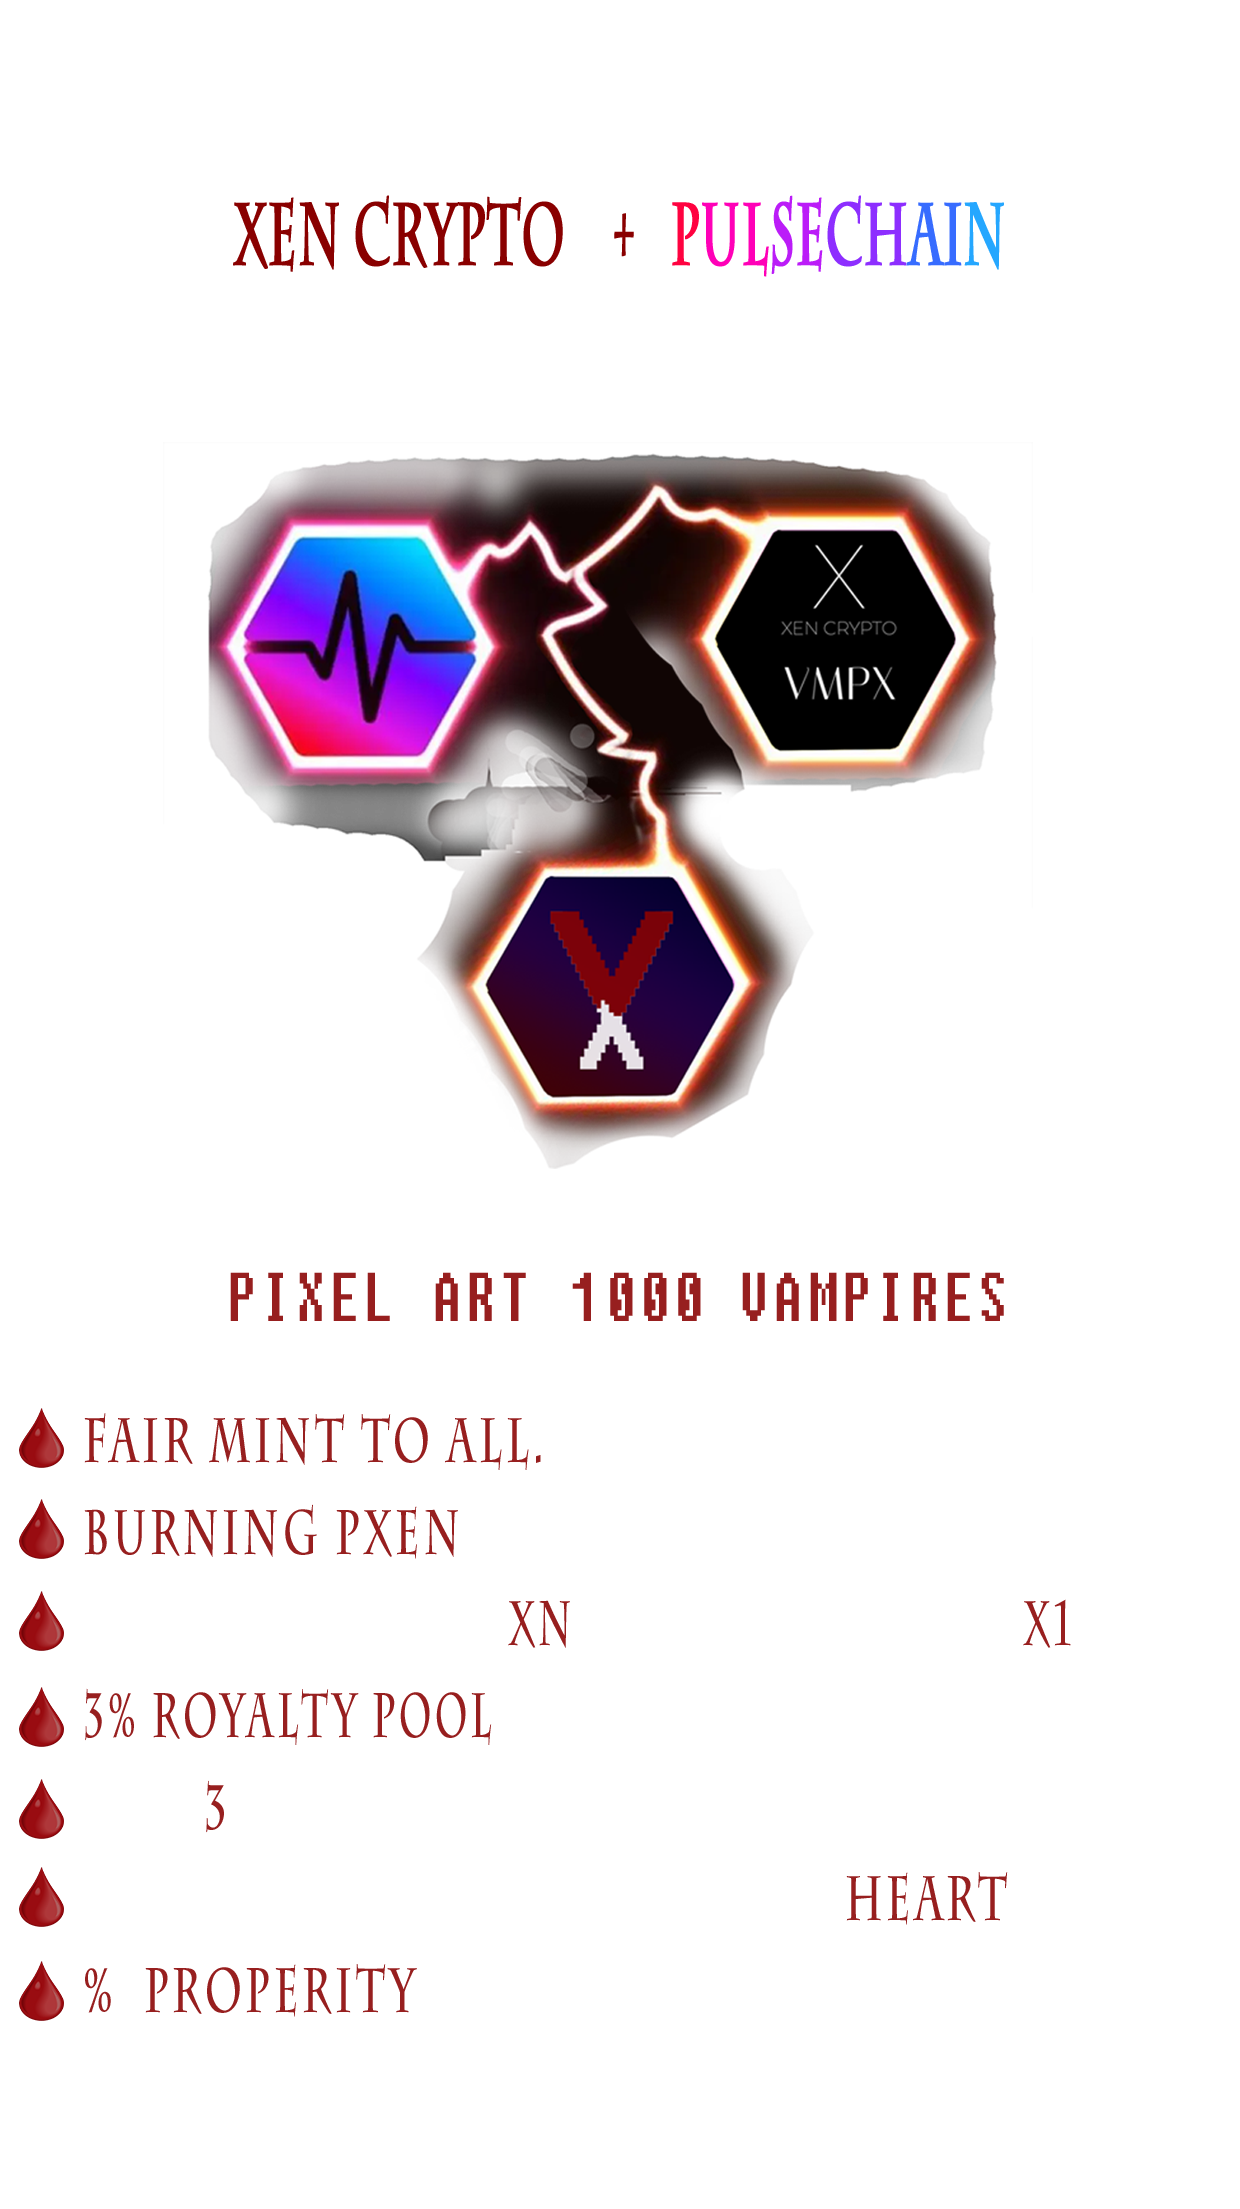 XEN CRYPTO + PULSECHAIN
X
XEN CRYPTO
VMPX
VX
PIXEL ART 1000 VAMPIRES
FAIR MINT TO ALL.
BURNING PXEN
XN X1
3% ROYALTY POOL
3
HEART
% PROPERITY